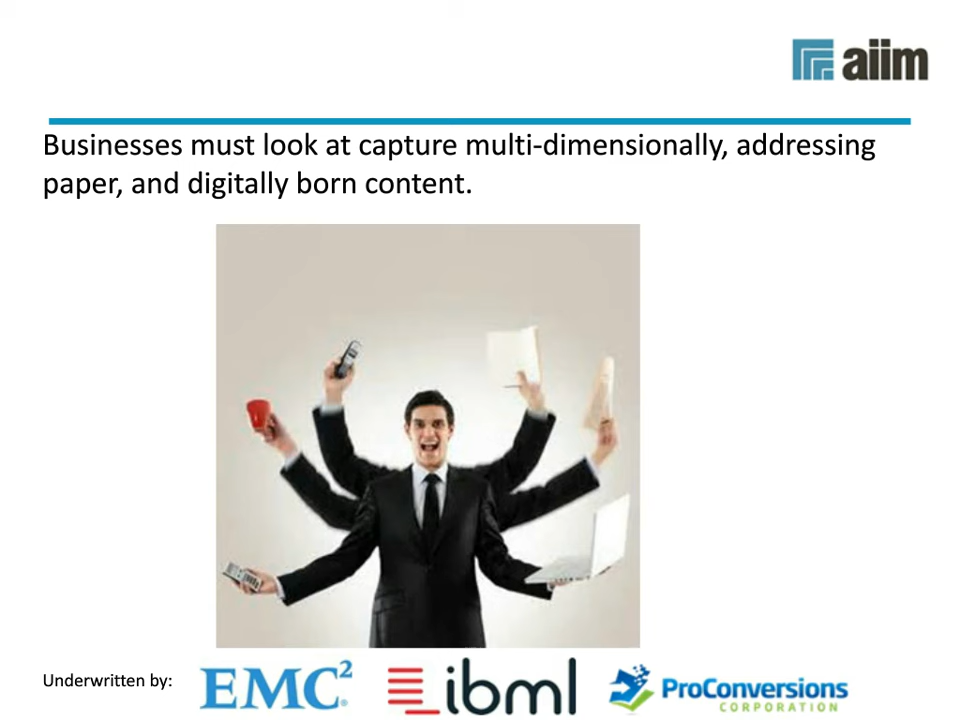 aiim
Businesses must look at capture multi-dimensionally, addressing
paper, and digitally born content.
Underwritten by:
EMC²
ibml
ProConversions
CORPORATION